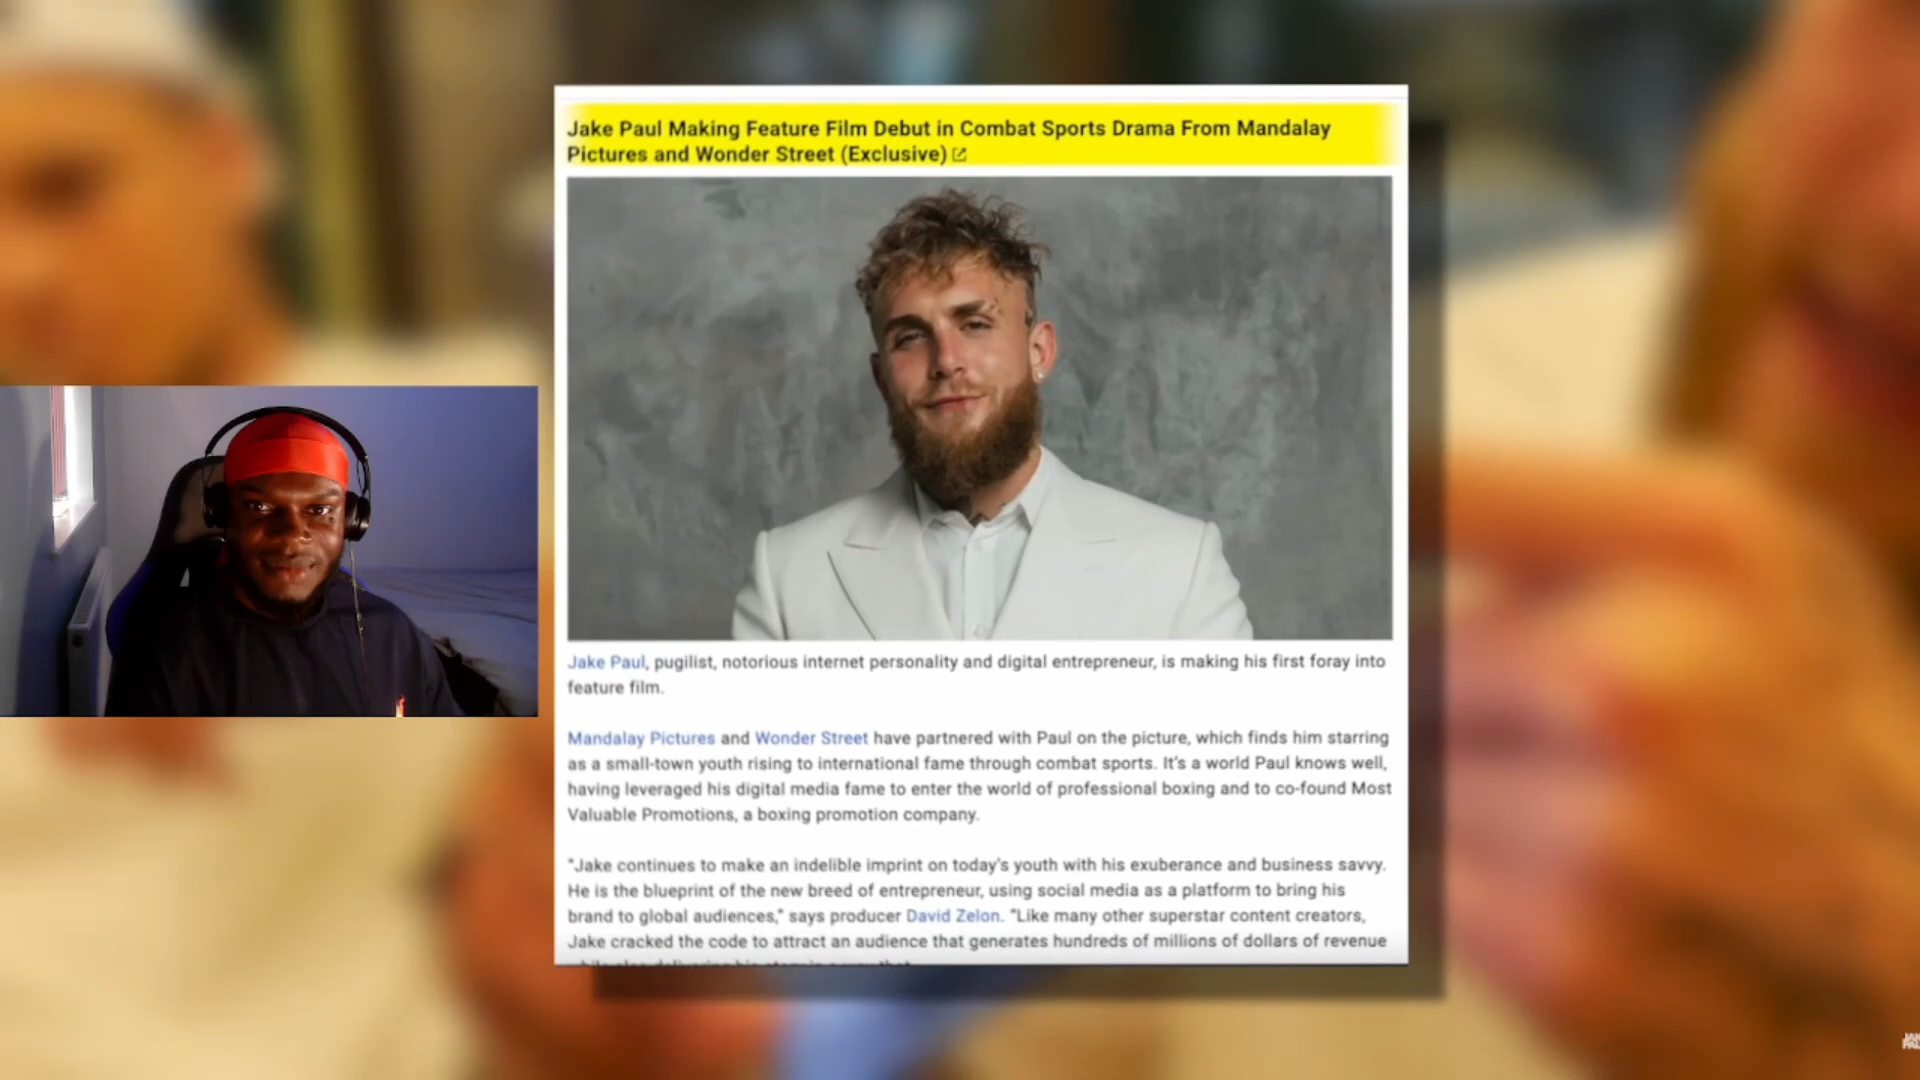 Jake Paul Making Feature Film Debut in Combat Sports Drama From Mandalay
Pictures and Wonder Street (Exclusive)
Jake Paul, pugilist, notorious internet personality and digital entrepreneur, is making his first foray into
feature film.
Mandalay Pictures and Wonder Street have partnered with Paul on the picture, which finds him starring
as a small-town youth rising to international fame through combat sports. It's a world Paul knows well,
having leveraged his digital media fame to enter the world of professional boxing and to co-found Most
Valuable Promotions, a boxing promotion company.
"Jake continues to make an indelible imprint on today's youth with his exuberance and business savvy.
He is the blueprint of the new breed of entrepreneur, using social media as a platform to bring his
brand to global audiences," says producer David Zelon. "Like many other superstar content creators,
Jake cracked the code to attract an audience that generates hundreds of millions of dollars of revenue